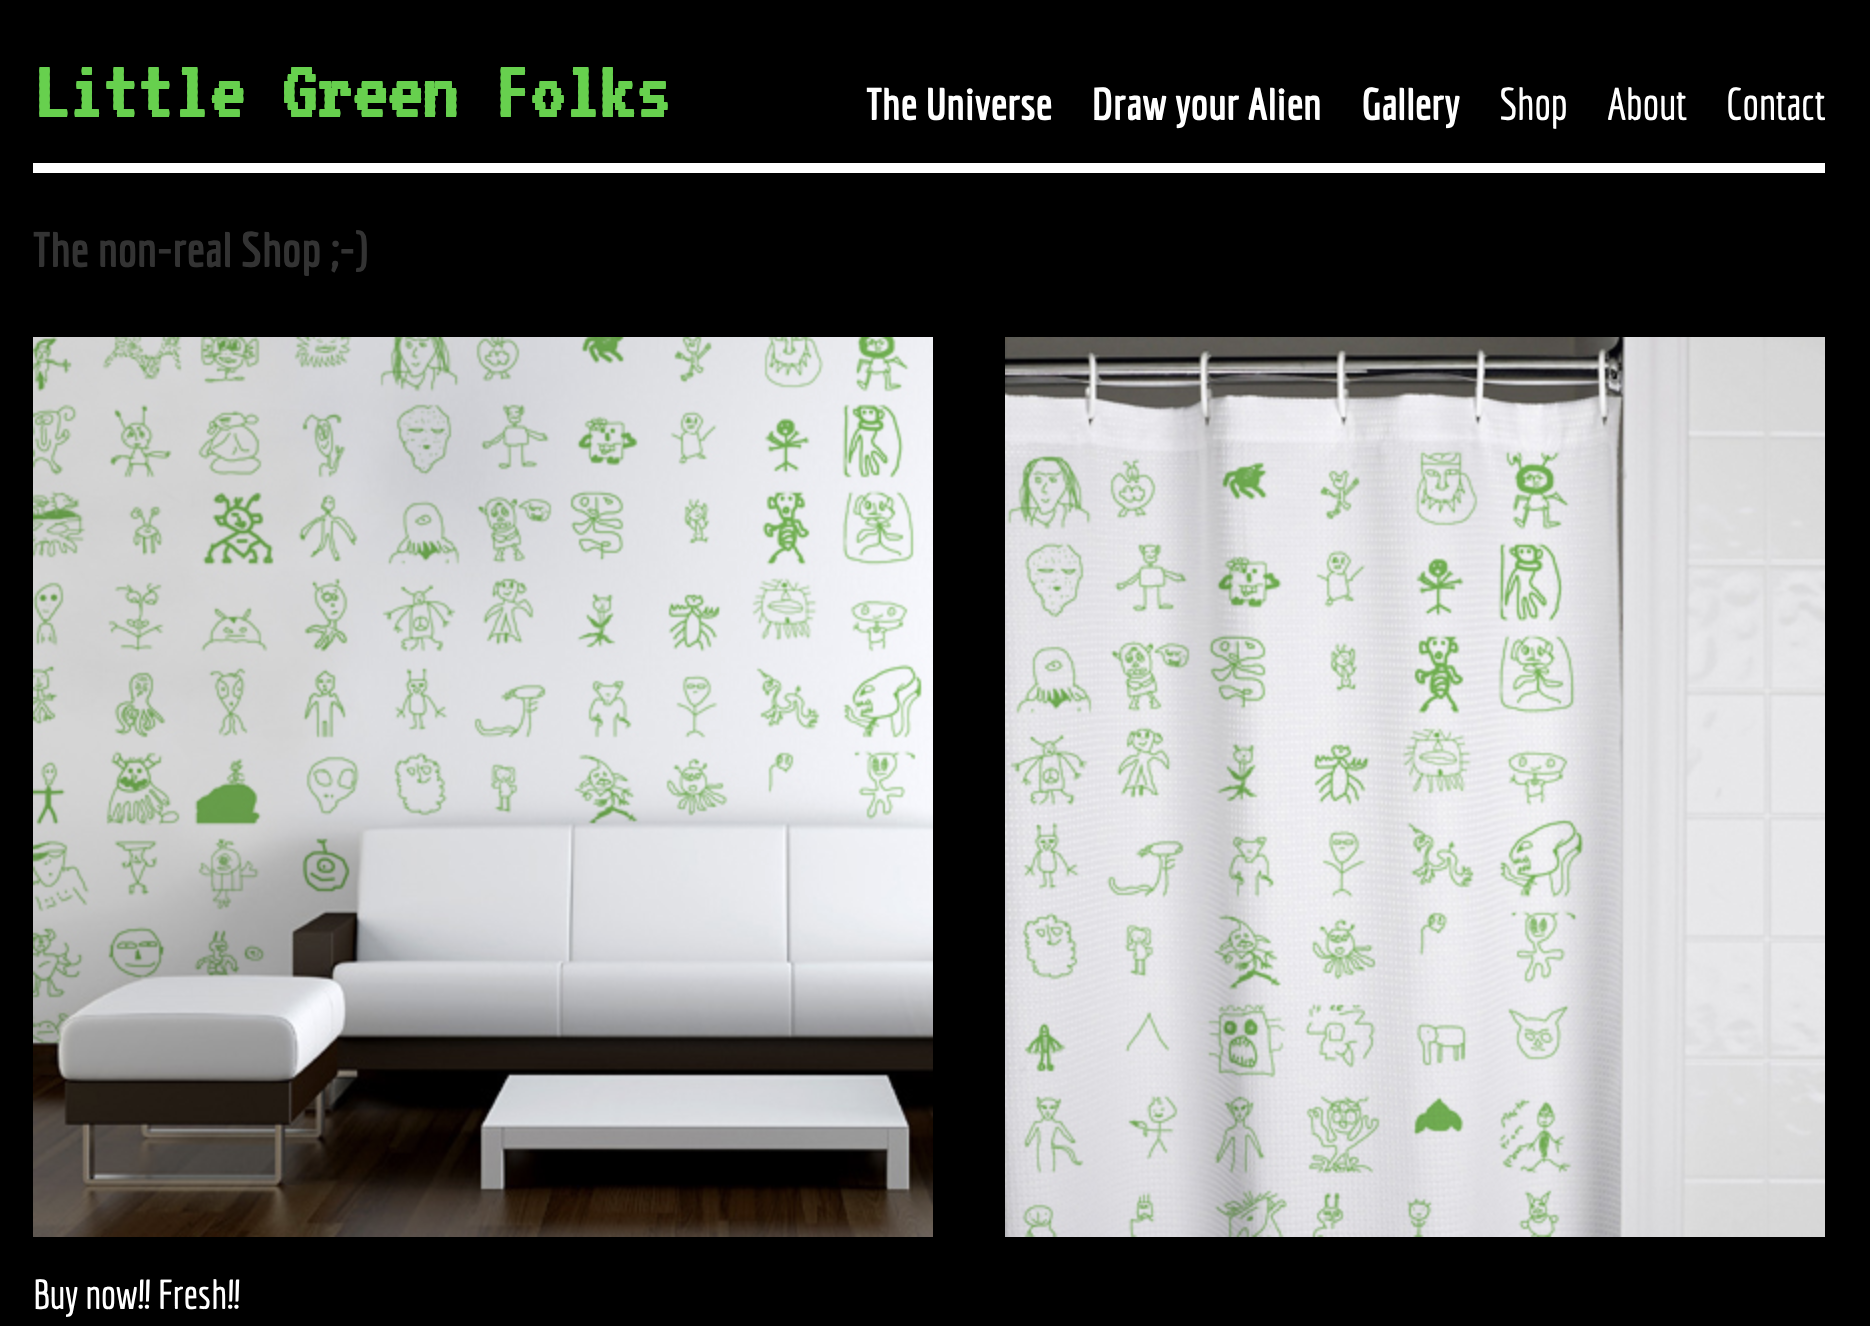 Little Green Folks
The Universe Draw your Alien Gallery Shop About Contact
The non-real Shop ;-)
Buy now!! Fresh!!